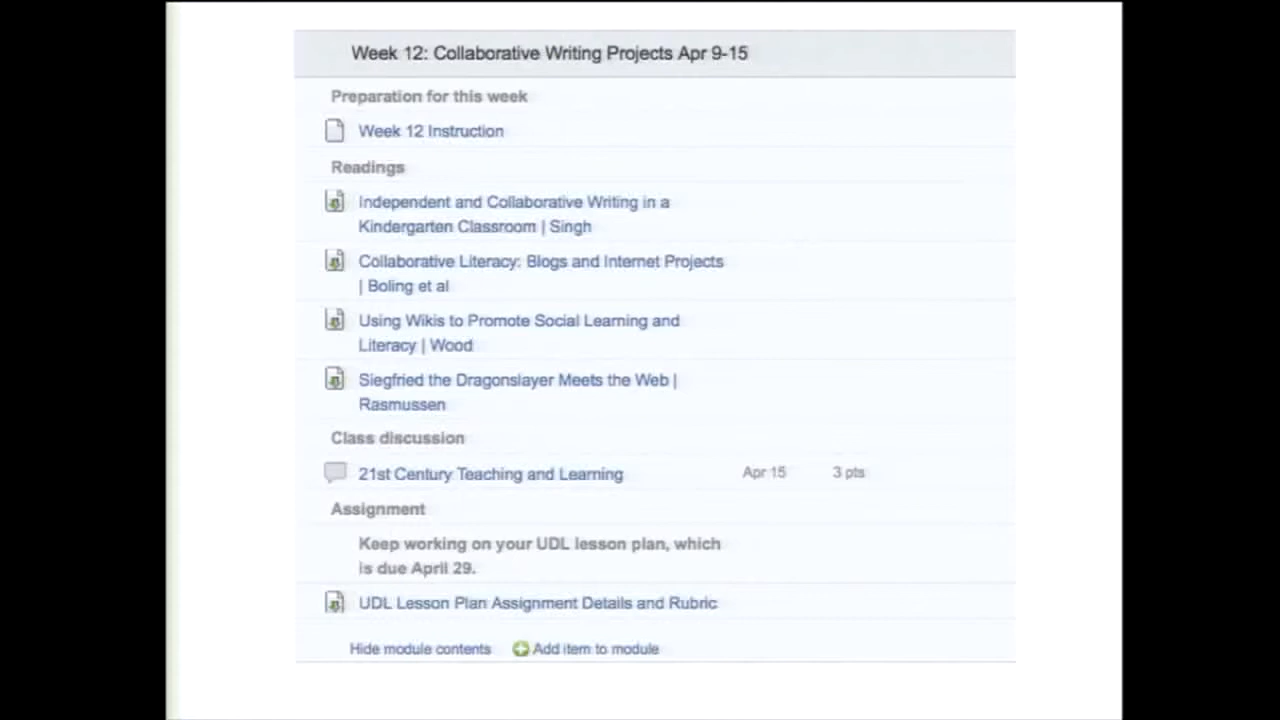 Week 12: Collaborative Writing Projects Apr 9-15
Preparation for this week
Week 12 Instruction
Readings
Independent and Collaborative Writing in a
Kindergarten Classroom | Singh
Collaborative Literacy: Blogs and Internet Projects
| Boling et al
Using Wikis to Promote Social Learning and
Literacy | Wood
Siegfried the Dragonslayer Meets the Web |
Rasmussen
Class discussion
21st Century Teaching and Learning Apr 15 3 pts
Assignment
Keep working on your UDL lesson plan, which
is due April 29.
UDL Lesson Plan Assignment Details and Rubric
Hide module contents Add item to module